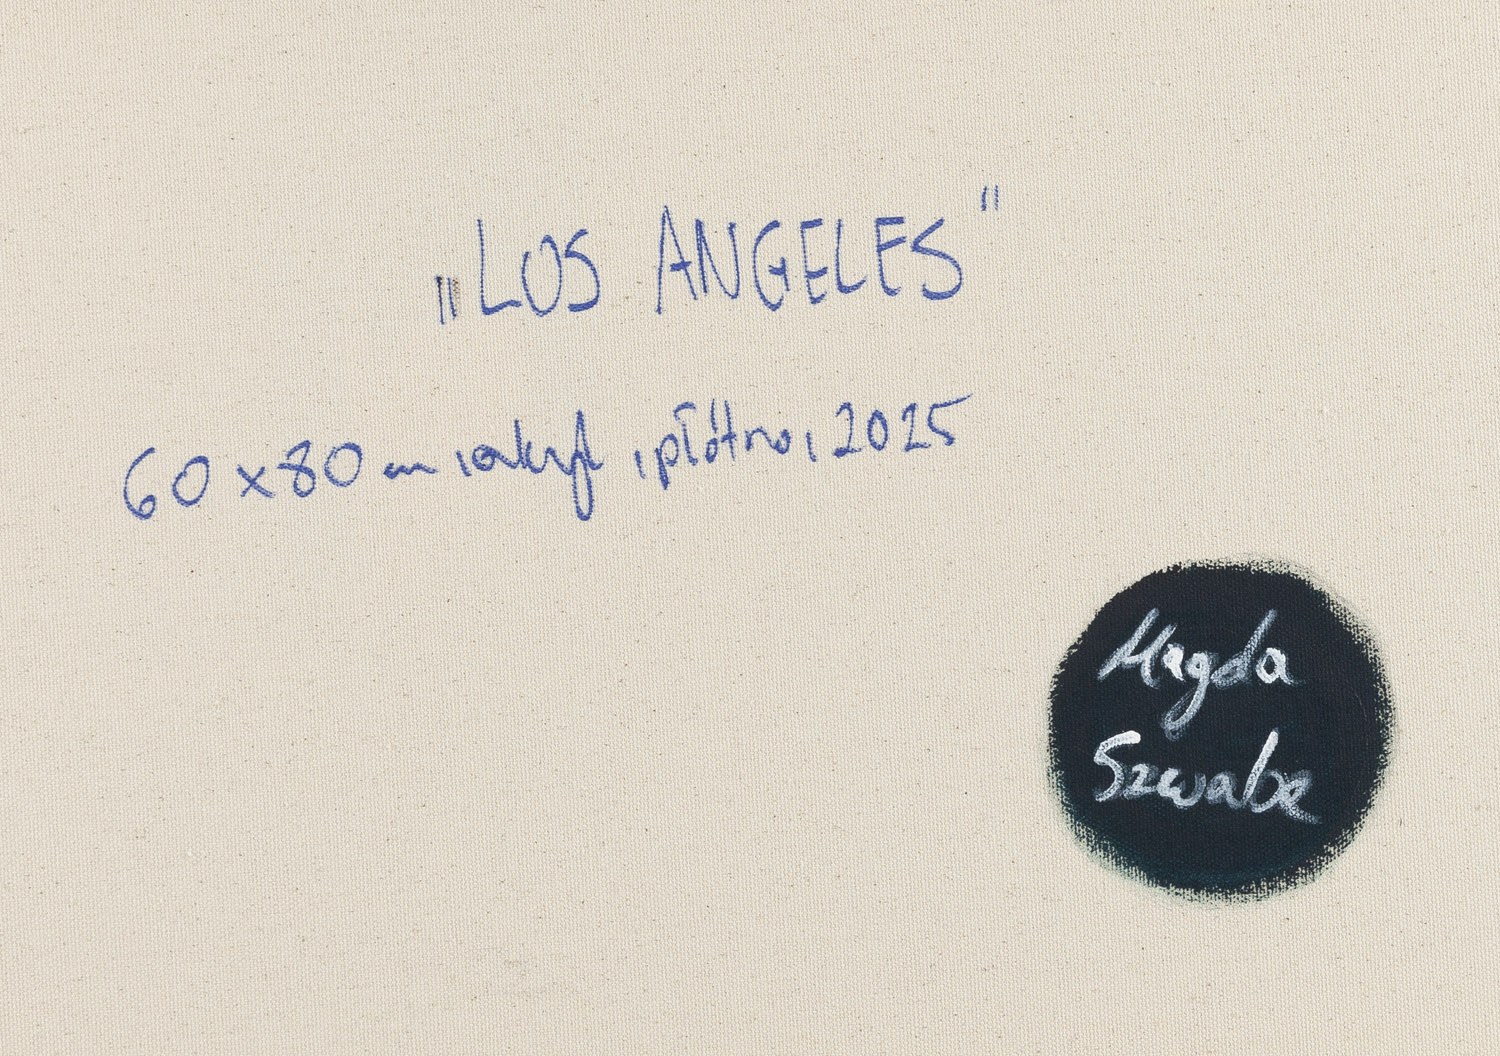 „LOS ANGELES"
60 x 80 cm, akryl, płótno, 2025
Magda
Szwabe